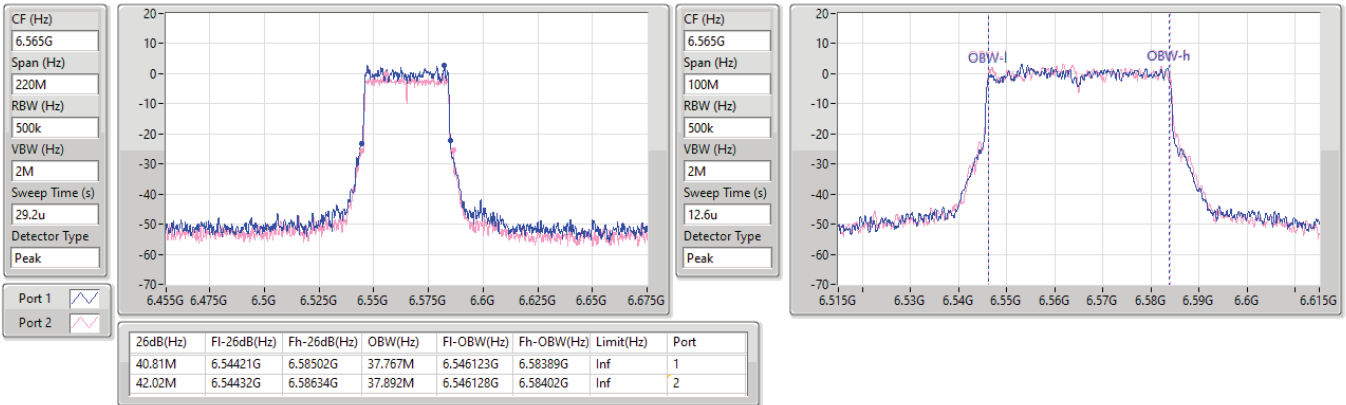 CF (Hz)
6.565G
Span (Hz)
220M
RBW (Hz)
500k
VBW (Hz)
2M
Sweep Time (s)
29.2u
Detector Type
Peak
Port 1
Port 2
20
10
0
-10
-20
-30
-40
-50
-60
-70
6.455G 6.475G 6.5G 6.525G 6.55G 6.575G 6.6G 6.625G 6.65G 6.675G
CF (Hz)
6.565G
Span (Hz)
100M
RBW (Hz)
500k
VBW (Hz)
2M
Sweep Time (s)
12.6u
Detector Type
Peak
20
10
0
-10
-20
-30
-40
-50
-60
-70
OBW-l
OBW-h
6.515G 6.53G 6.54G 6.55G 6.56G 6.57G 6.58G 6.59G 6.6G 6.615G
26dB(Hz) Fl-26dB(Hz) Fh-26dB(Hz) OBW(Hz) Fl-OBW(Hz) Fh-OBW(Hz) Limit(Hz) Port
40.81M 6.54421G 6.58502G 37.767M 6.546123G 6.58389G Inf 1
42.02M 6.54432G 6.58634G 37.892M 6.546128G 6.58402G Inf 2